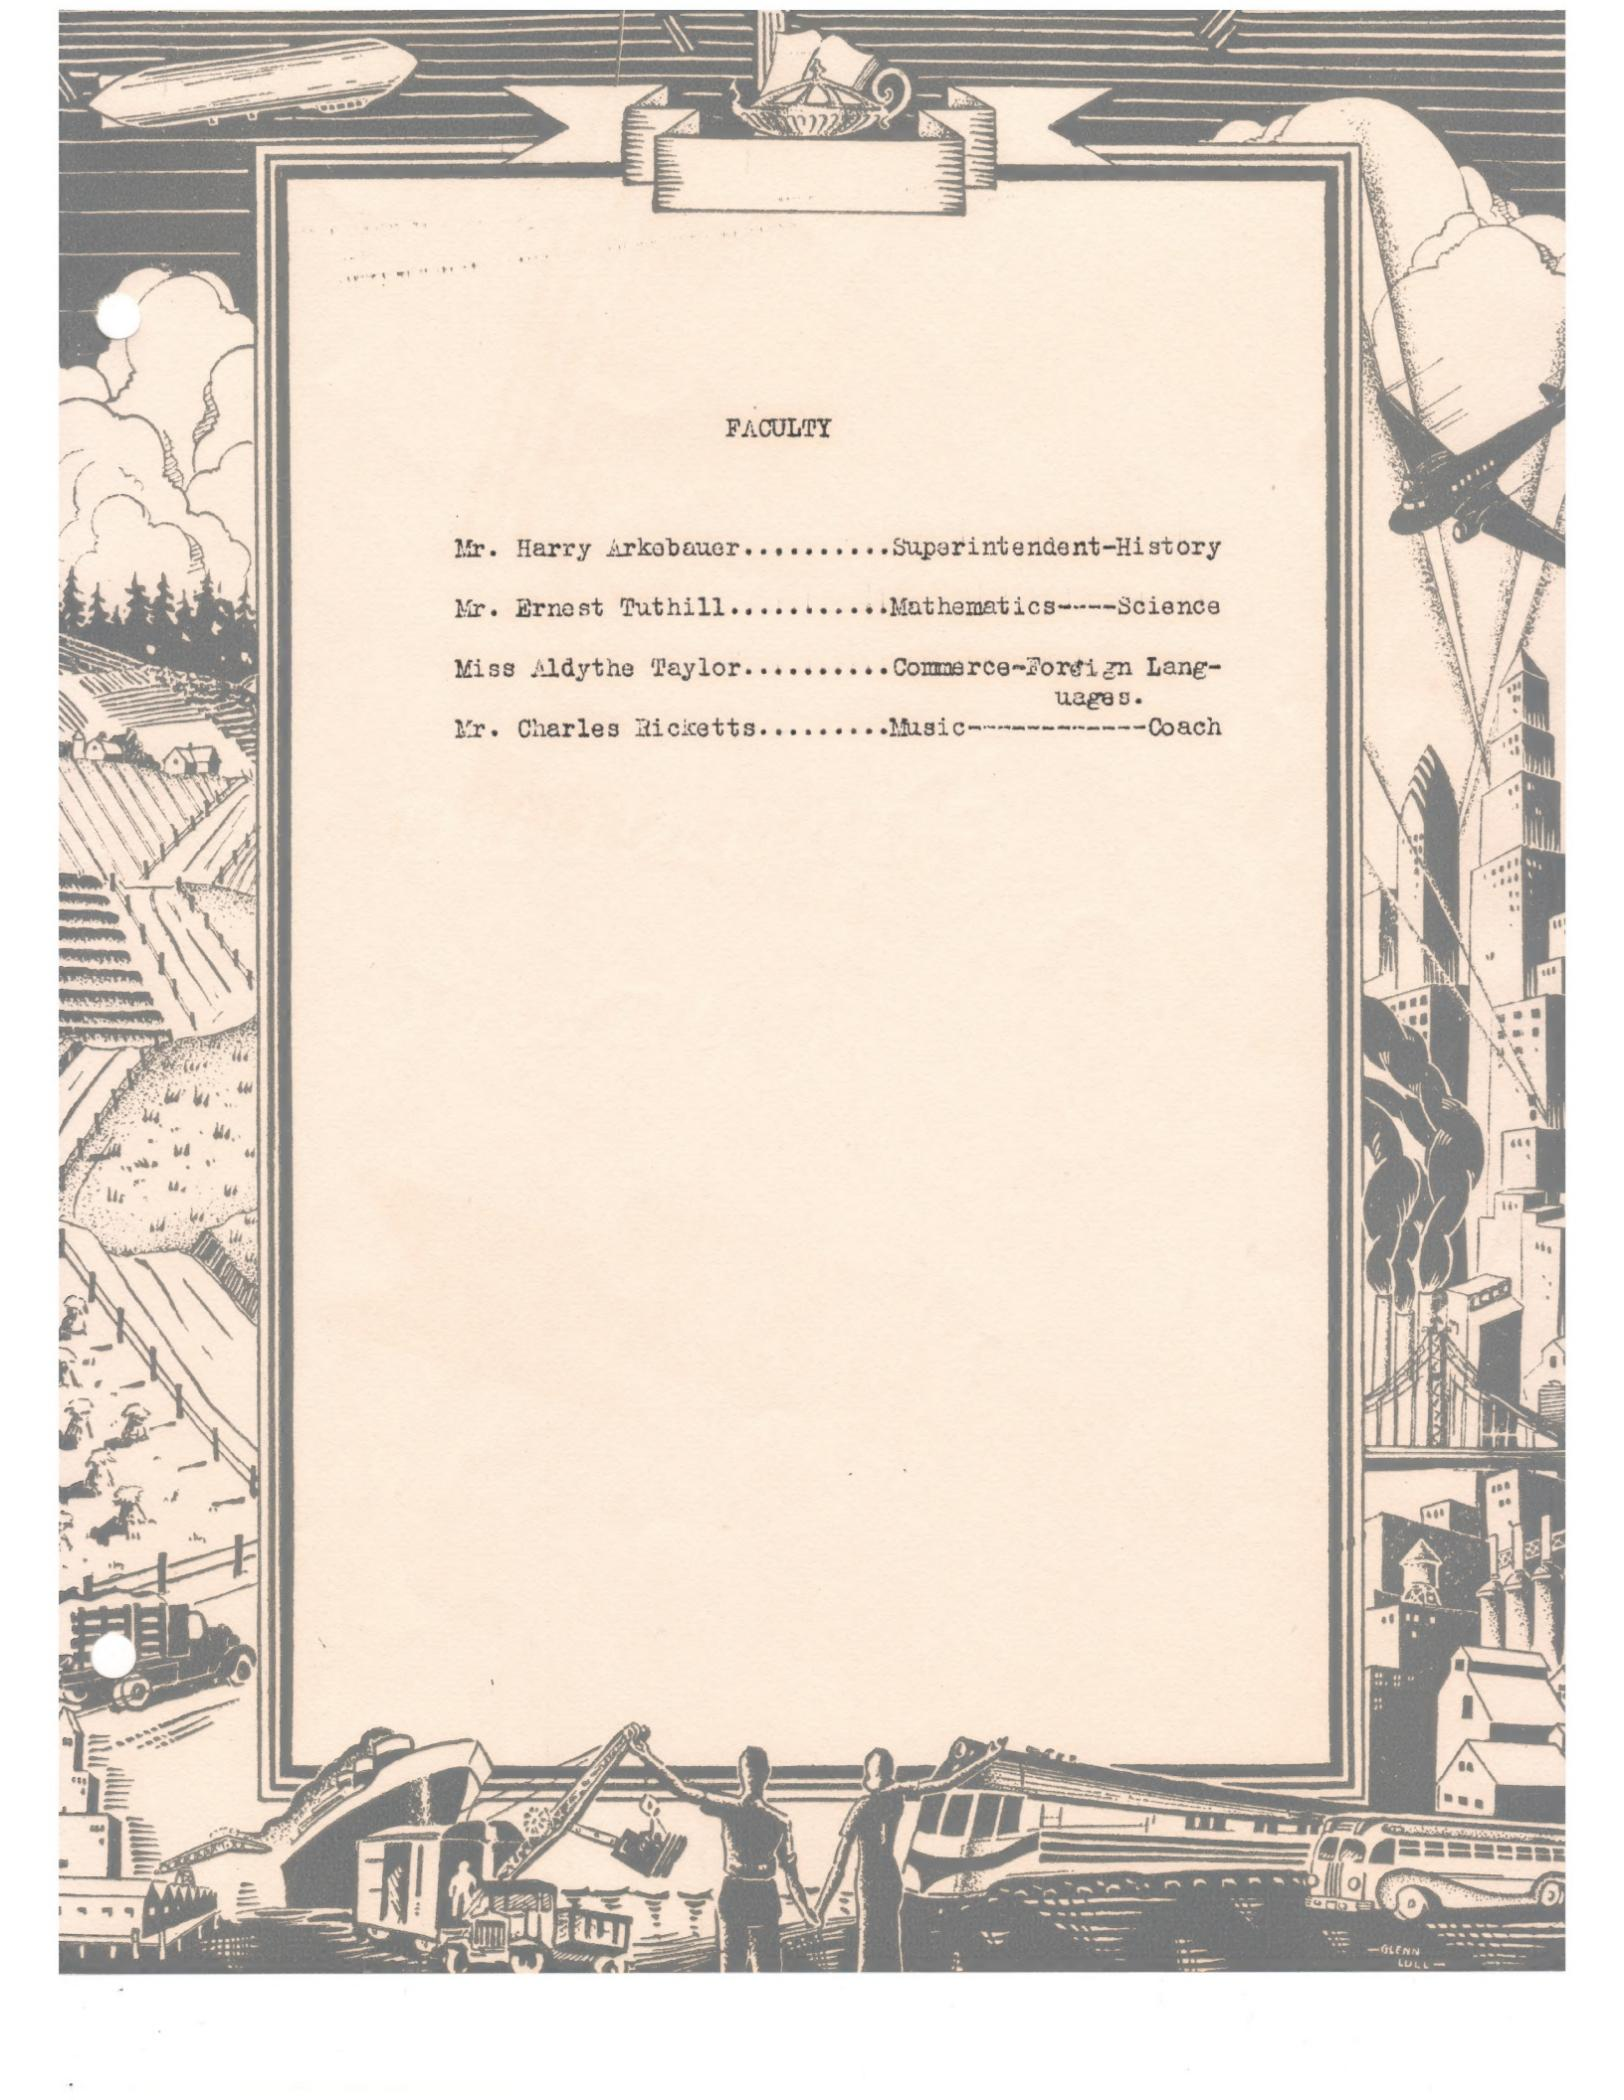 FACULTY
Mr. Harry Arkebauer..........Superintendent-History
Mr. Ernest Tuthill...........Mathematics----Science
Miss Aldythe Taylor..........Commerce-Foreign Lang-
uages.
Mr. Charles Ricketts.........Music------------Coach
GLENN
LULL